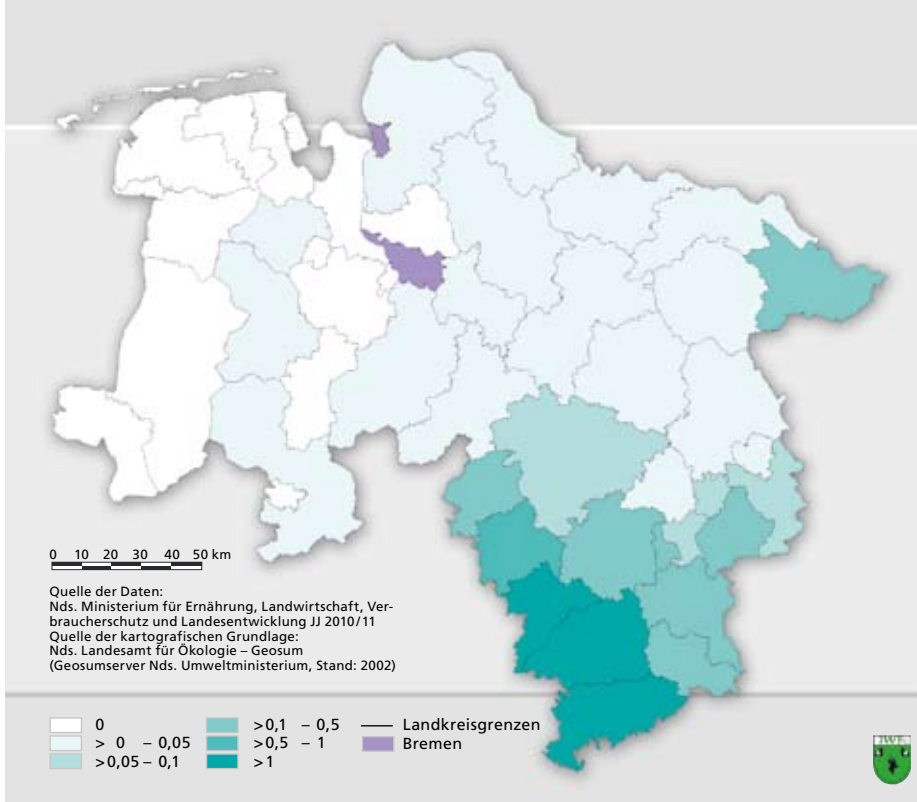 0 10 20 30 40 50 km
Quelle der Daten:
Nds. Ministerium für Ernährung, Landwirtschaft, Ver-
braucherschutz und Landesentwicklung JJ 2010/11
Quelle der kartografischen Grundlage:
Nds. Landesamt für Ökologie – Geosum
(Geosumserver Nds. Umweltministerium, Stand: 2002)
0
> 0 – 0,05
>0,05 – 0,1
>0,1 – 0,5
>0,5 – 1
>1
Landkreisgrenzen
Bremen